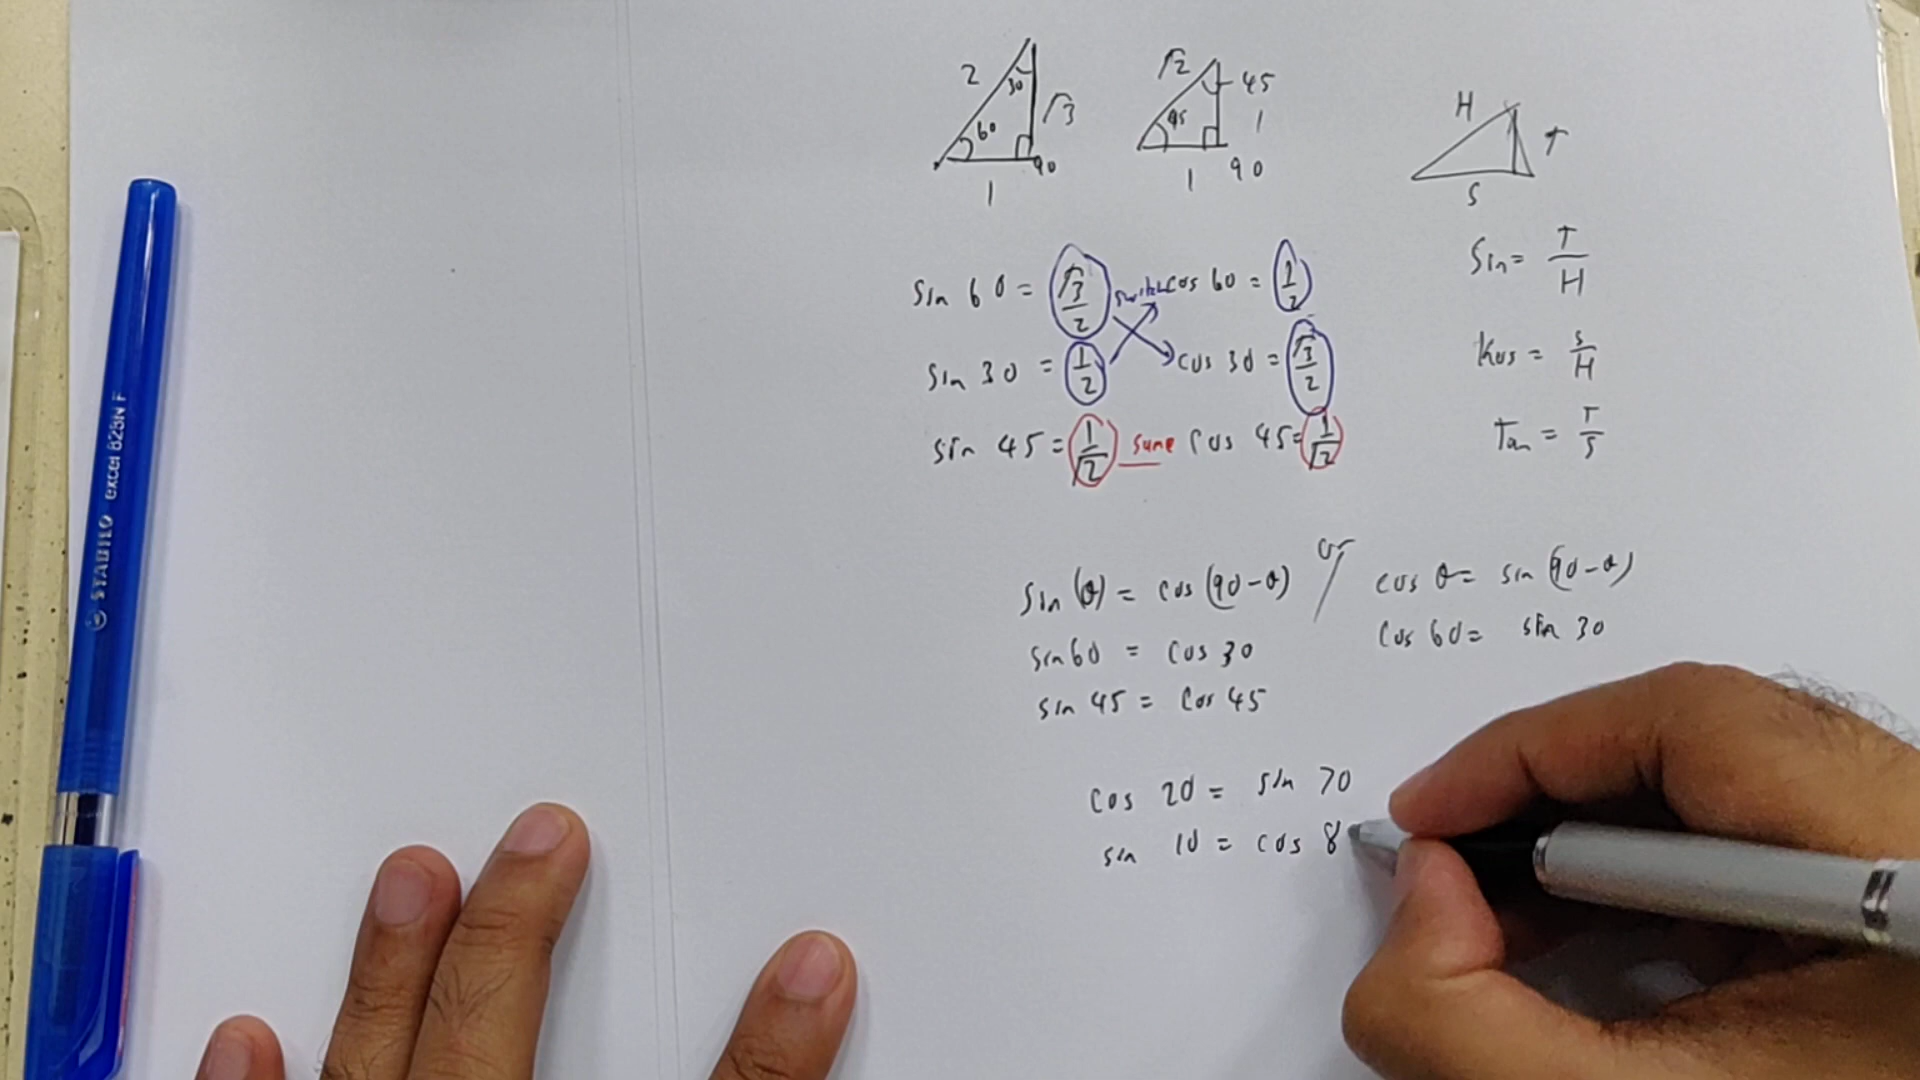 2 30 √3 60 90 1
√2 45 45 1 1 90
H T S
sin 60 = √3/2 switch cos 60 = 1/2
sin 30 = 1/2 cos 30 = √3/2
sin 45 = 1/√2 same cos 45 = 1/√2
Sin = T/H
Kos = S/H
Tan = T/S
Sin (θ) = cos (90-θ) or cos θ = sin (90-θ)
sin 60 = cos 30
cos 60 = sin 30
sin 45 = cos 45
cos 20 = sin 70
sin 10 = cos 8
STABILO excel 828N F